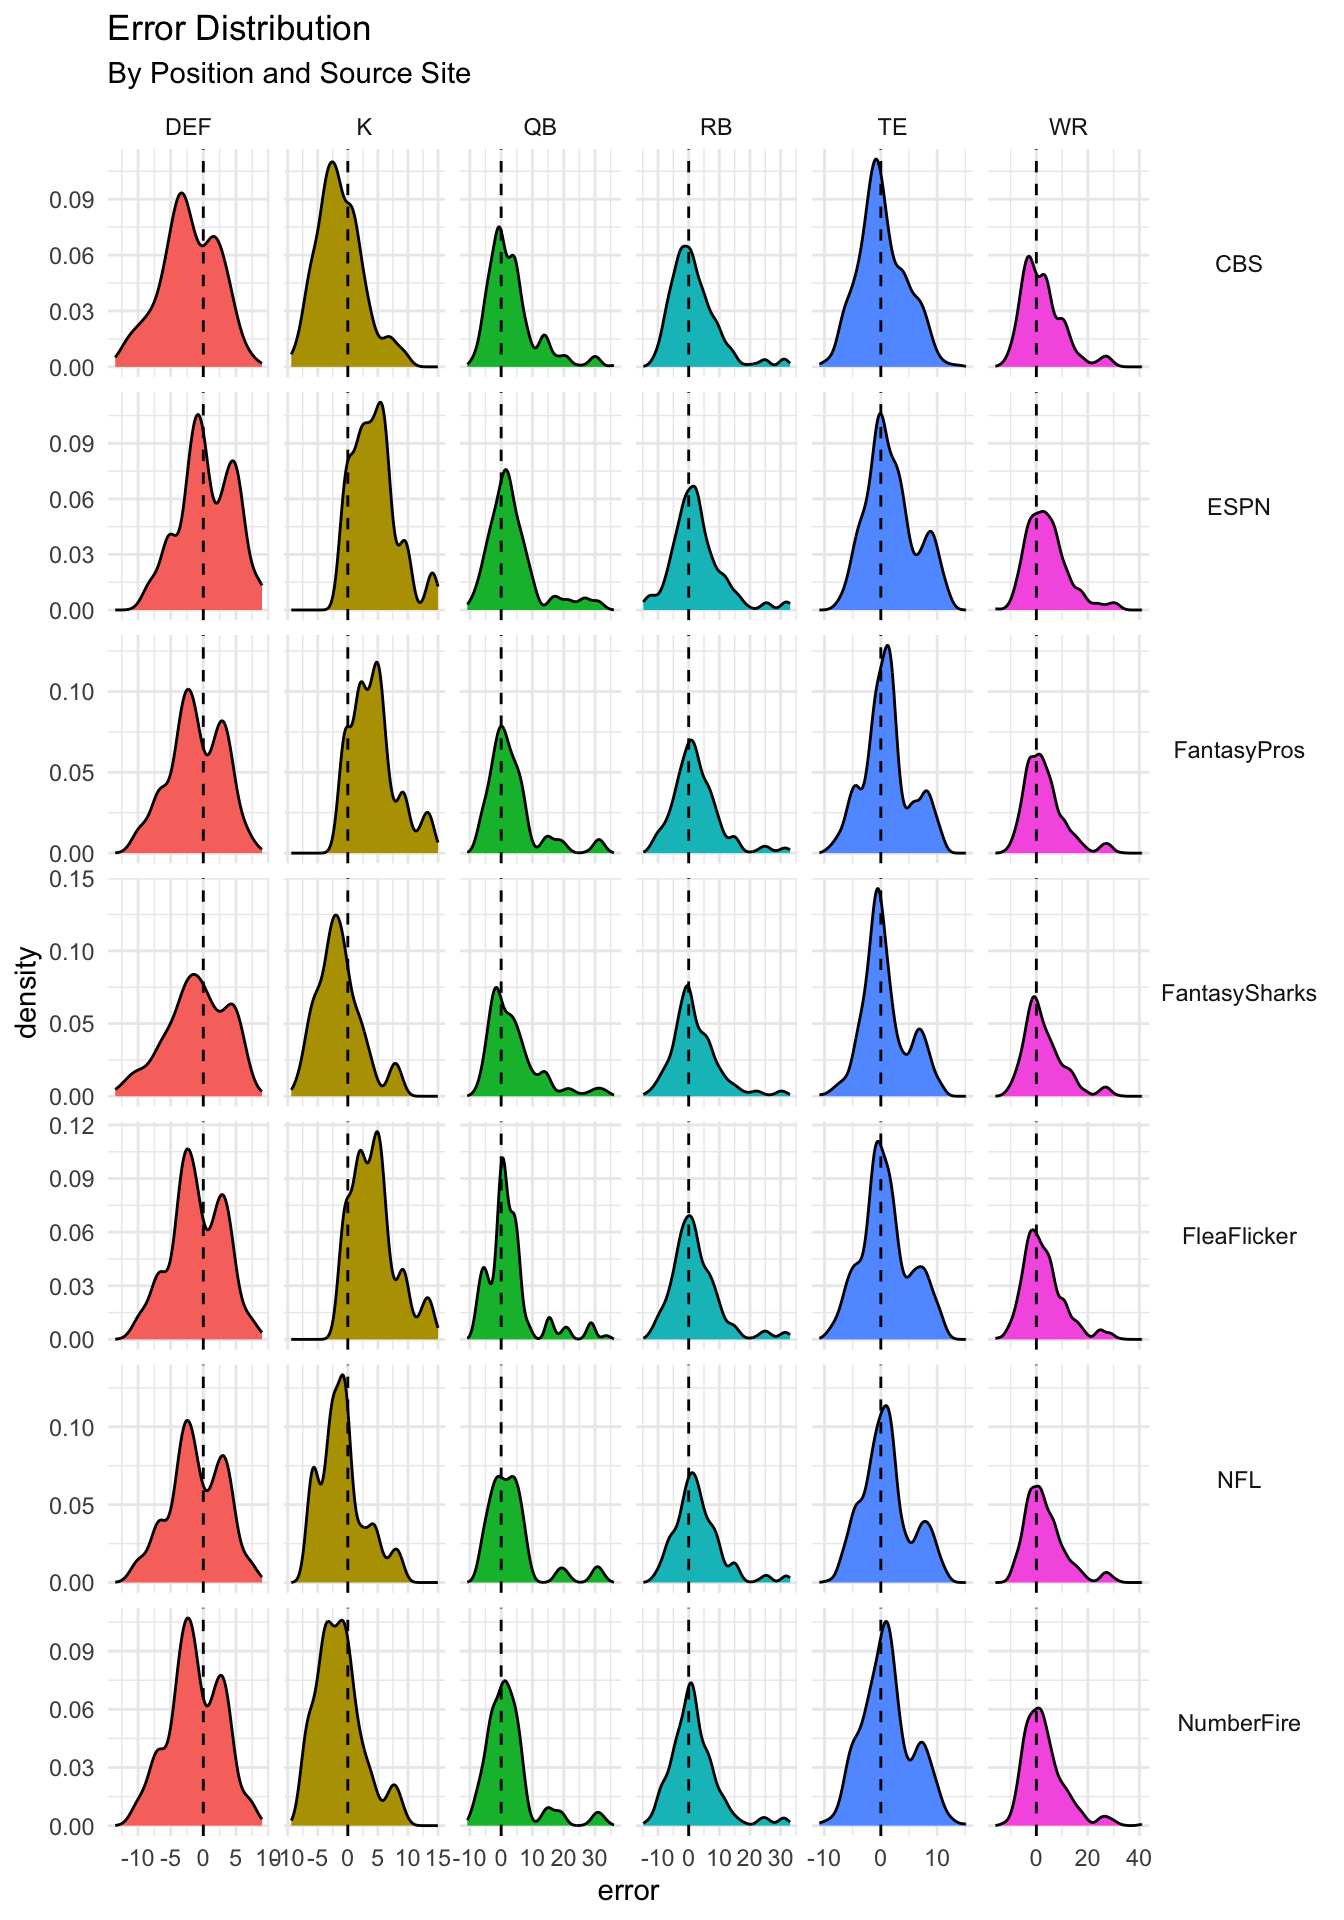 Error Distribution
By Position and Source Site
DEF K QB RB TE WR
0.09
0.06
0.03
0.00
CBS
0.09
0.06
0.03
0.00
ESPN
0.10
0.05
0.00
FantasyPros
0.15
0.10
0.05
0.00
FantasySharks
0.12
0.09
0.06
0.03
0.00
FleaFlicker
0.10
0.05
0.00
NFL
0.09
0.06
0.03
0.00
NumberFire
density
-10 -5 0 5 10 -10 -5 0 5 10 15 -10 0 10 20 30 -10 0 10 20 30 -10 0 10 0 20 40
error